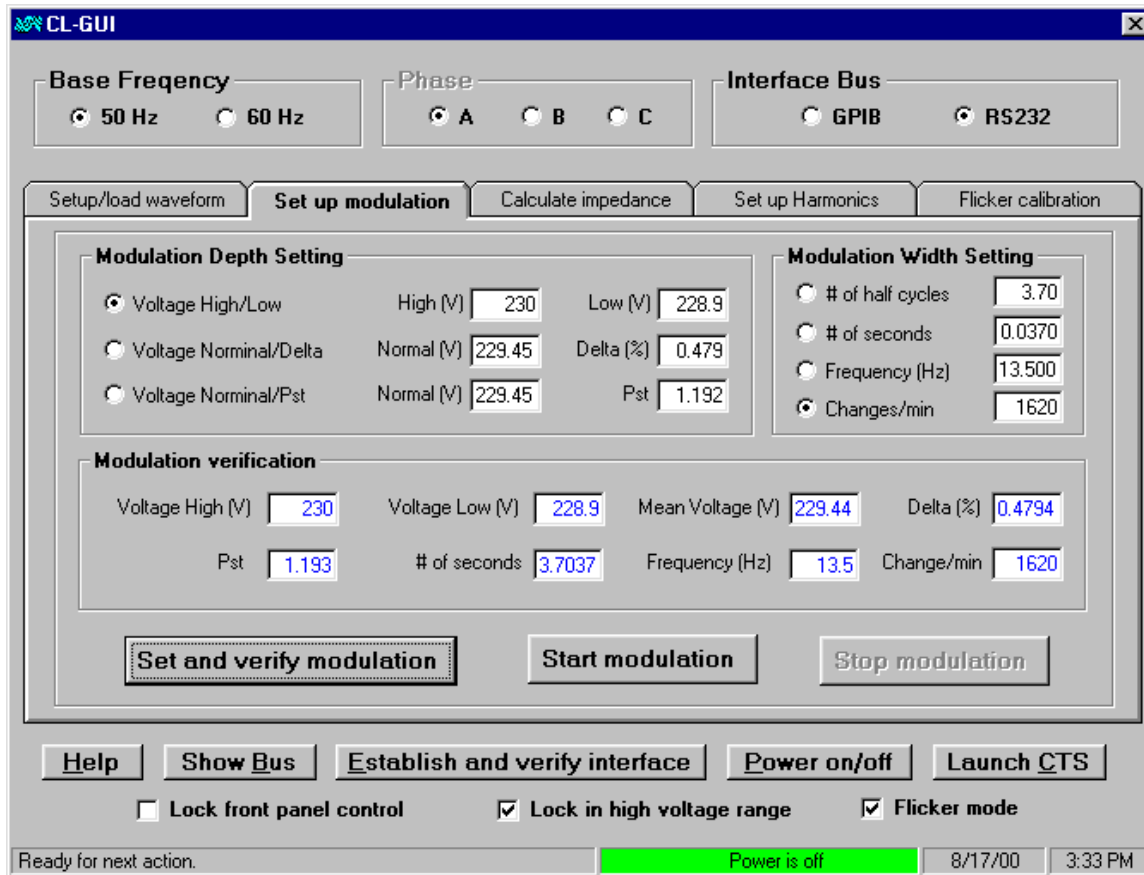 CL-GUI
Base Freqency
50 Hz 60 Hz
Phase
A B C
Interface Bus
GPIB RS232
Setup/load waveform Set up modulation Calculate impedance Set up Harmonics Flicker calibration
Modulation Depth Setting
Voltage High/Low High (V) 230 Low (V) 228.9
Voltage Norminal/Delta Normal (V) 229.45 Delta (%) 0.479
Voltage Norminal/Pst Normal (V) 229.45 Pst 1.192
Modulation Width Setting
# of half cycles 3.70
# of seconds 0.0370
Frequency (Hz) 13.500
Changes/min 1620
Modulation verification
Voltage High (V) 230 Voltage Low (V) 228.9 Mean Voltage (V) 229.44 Delta (%) 0.4794
Pst 1.193 # of seconds 3.7037 Frequency (Hz) 13.5 Change/min 1620
Set and verify modulation Start modulation Stop modulation
Help Show Bus Establish and verify interface Power on/off Launch CTS
Lock front panel control Lock in high voltage range Flicker mode
Ready for next action. Power is off 8/17/00 3:33 PM